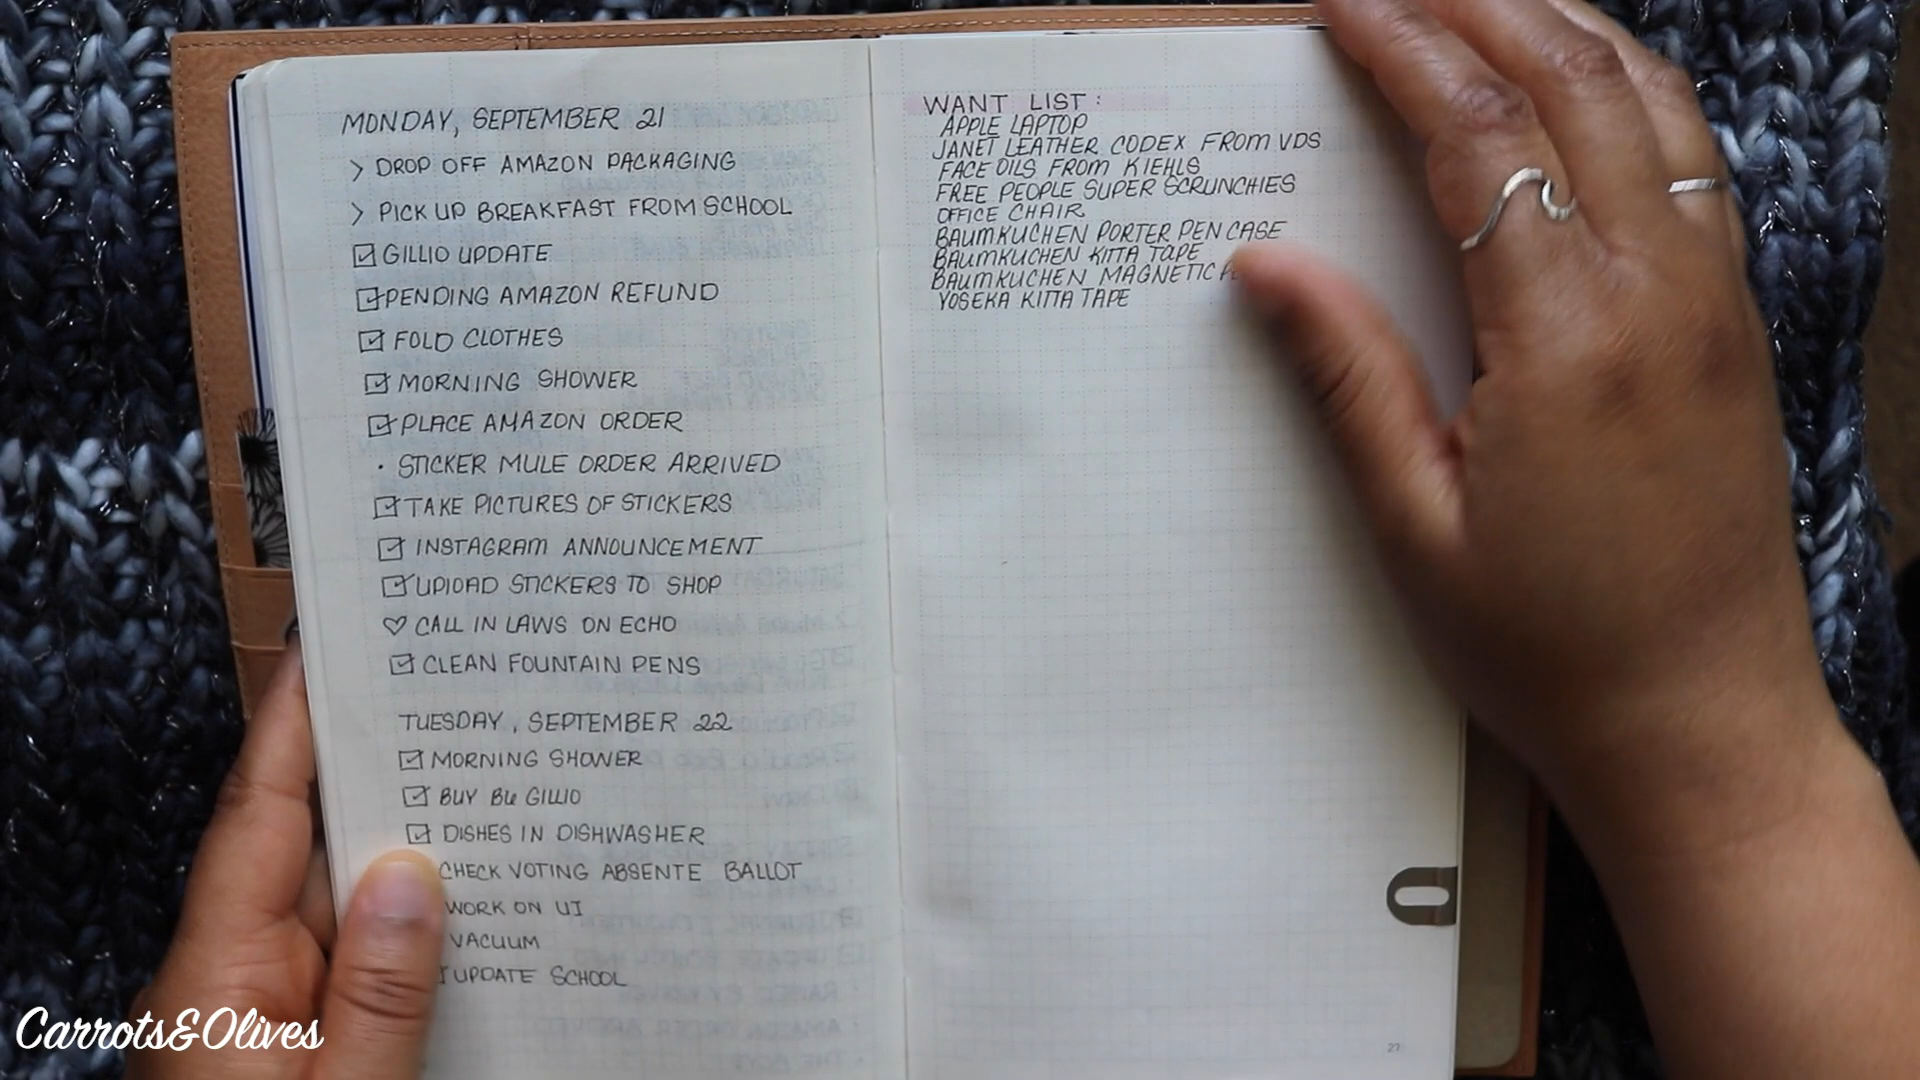 MONDAY, SEPTEMBER 21
> DROP OFF AMAZON PACKAGING
> PICK UP BREAKFAST FROM SCHOOL
☑ GILLIO UPDATE
☑ PENDING AMAZON REFUND
☑ FOLD CLOTHES
☑ MORNING SHOWER
☑ PLACE AMAZON ORDER
· STICKER MULE ORDER ARRIVED
☑ TAKE PICTURES OF STICKERS
☑ INSTAGRAM ANNOUNCEMENT
☑ UPLOAD STICKERS TO SHOP
♡ CALL IN LAWS ON ECHO
☑ CLEAN FOUNTAIN PENS
TUESDAY, SEPTEMBER 22
☑ MORNING SHOWER
☑ BUY B6 GILLIO
☑ DISHES IN DISHWASHER
CHECK VOTING ABSENTE BALLOT
WORK ON UI
VACUUM
UPDATE SCHOOL
WANT LIST:
APPLE LAPTOP
JANET LEATHER CODEX FROM VDS
FACE OILS FROM KIEHLS
FREE PEOPLE SUPER SCRUNCHIES
OFFICE CHAIR
BAUMKUCHEN PORTER PEN CASE
BAUMKUCHEN KITTA TAPE
BAUMKUCHEN MAGNETIC
YOSEKA KITTA TAPE
27
Carrots&Olives